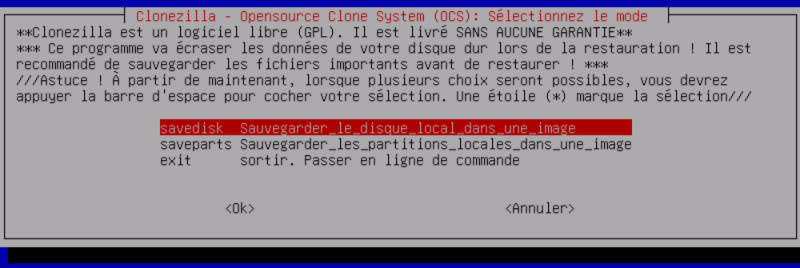 Clonezilla - Opensource Clone System (OCS): Sélectionnez le mode
**Clonezilla est un logiciel libre (GPL). Il est livré SANS AUCUNE GARANTIE**
*** Ce programme va écraser les données de votre disque dur lors de la restauration ! Il est
recommandé de sauvegarder les fichiers importants avant de restaurer ! ***
///Astuce ! À partir de maintenant, lorsque plusieurs choix seront possibles, vous devrez
appuyer la barre d'espace pour cocher votre sélection. Une étoile (*) marque la sélection///
savedisk Sauvegarder_le_disque_local_dans_une_image
saveparts Sauvegarder_les_partitions_locales_dans_une_image
exit sortir. Passer en ligne de commande
<Ok> <Annuler>